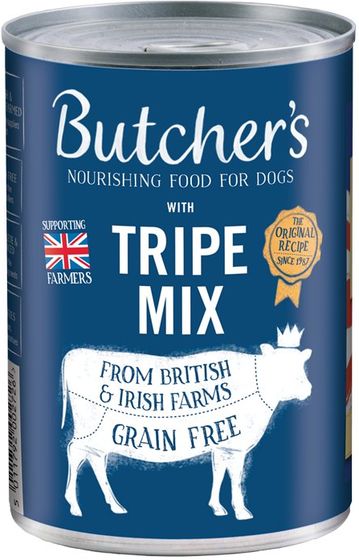 Butcher's
NOURISHING FOOD FOR DOGS
WITH
SUPPORTING
FARMERS
TRIPE
MIX
THE
ORIGINAL
RECIPE
SINCE 1987
FROM BRITISH
& IRISH FARMS
GRAIN FREE